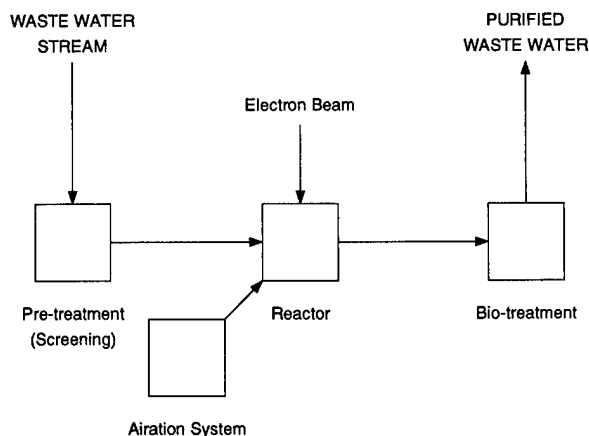 WASTE WATER
STREAM
PURIFIED
WASTE WATER
Electron Beam
Pre-treatment
(Screening)
Reactor
Bio-treatment
Airation System